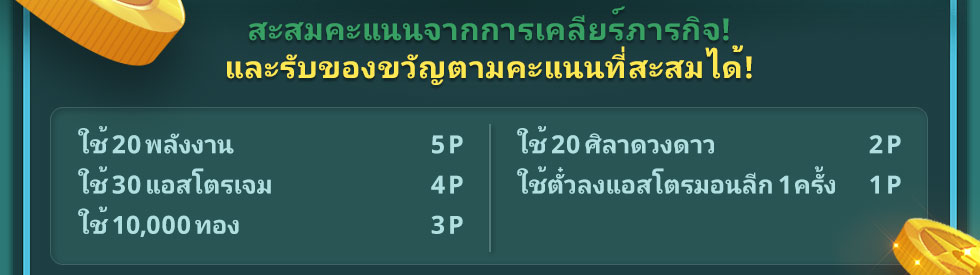 สะสมคะแนนจากการเคลียร์ภารกิจ!
และรับของขวัญตามคะแนนที่สะสมได้!
ใช้ 20 พลังงาน 5 P
ใช้ 30 แอสโตรเจม 4 P
ใช้ 10,000 ทอง 3 P
ใช้ 20 ศิลาดวงดาว 2 P
ใช้ตั๋วลงแอสโตรมอนลีก 1 ครั้ง 1 P